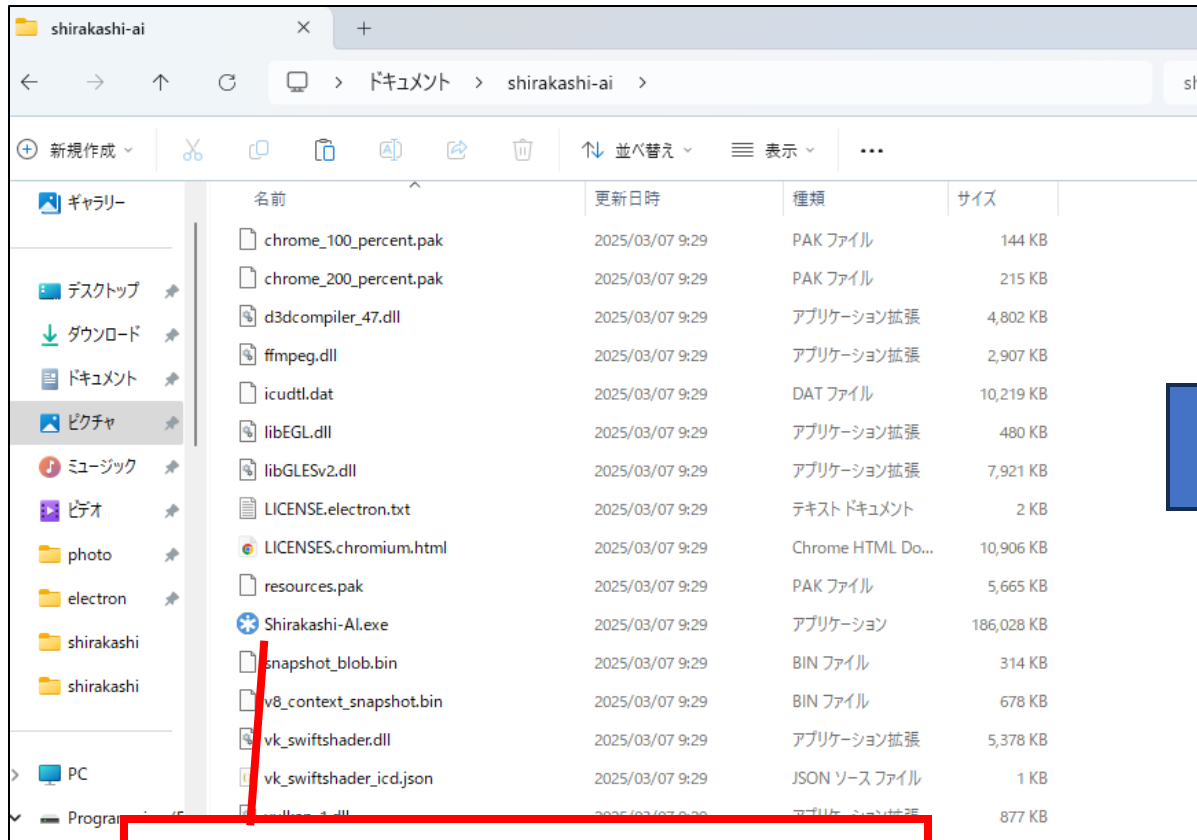 shirakashi-ai
ドキュメント shirakashi-ai sh
新規作成 並べ替え 表示
名前 更新日時 種類 サイズ
ギャラリー
デスクトップ
ダウンロード
ドキュメント
ピクチャ
ミュージック
ビデオ
photo
electron
shirakashi
shirakashi
PC
Program
chrome_100_percent.pak 2025/03/07 9:29 PAK ファイル 144 KB
chrome_200_percent.pak 2025/03/07 9:29 PAK ファイル 215 KB
d3dcompiler_47.dll 2025/03/07 9:29 アプリケーション拡張 4,802 KB
ffmpeg.dll 2025/03/07 9:29 アプリケーション拡張 2,907 KB
icudtl.dat 2025/03/07 9:29 DAT ファイル 10,219 KB
libEGL.dll 2025/03/07 9:29 アプリケーション拡張 480 KB
libGLESv2.dll 2025/03/07 9:29 アプリケーション拡張 7,921 KB
LICENSE.electron.txt 2025/03/07 9:29 テキスト ドキュメント 2 KB
LICENSES.chromium.html 2025/03/07 9:29 Chrome HTML Do... 10,906 KB
resources.pak 2025/03/07 9:29 PAK ファイル 5,665 KB
Shirakashi-AI.exe 2025/03/07 9:29 アプリケーション 186,028 KB
snapshot_blob.bin 2025/03/07 9:29 BIN ファイル 314 KB
v8_context_snapshot.bin 2025/03/07 9:29 BIN ファイル 678 KB
vk_swiftshader.dll 2025/03/07 9:29 アプリケーション拡張 5,378 KB
vk_swiftshader_icd.json 2025/03/07 9:29 JSON ソース ファイル 1 KB
2025/03/07 9:29 アプリケーション拡張 877 KB